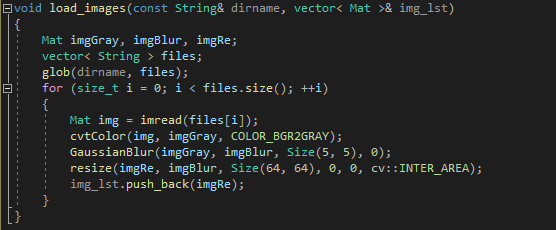 void load_images(const String& dirname, vector< Mat >& img_lst)
{
Mat imgGray, imgBlur, imgRe;
vector< String > files;
glob(dirname, files);
for (size_t i = 0; i < files.size(); ++i)
{
Mat img = imread(files[i]);
cvtColor(img, imgGray, COLOR_BGR2GRAY);
GaussianBlur(imgGray, imgBlur, Size(5, 5), 0);
resize(imgRe, imgBlur, Size(64, 64), 0, 0, cv::INTER_AREA);
img_lst.push_back(imgRe);
}
}